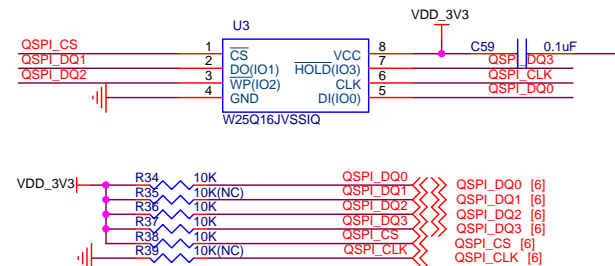 U3
VDD_3V3
QSPI_CS 1 CS VCC 8 C59 0.1uF
QSPI_DQ1 2 DO(IO1) HOLD(IO3) 7 QSPI_DQ3
QSPI_DQ2 3 WP(IO2) CLK 6 QSPI_CLK
4 GND DI(IO0) 5 QSPI_DQ0
W25Q16JVSSIQ
VDD_3V3
R34 10K QSPI_DQ0 QSPI_DQ0 [6]
R35 10K(NC) QSPI_DQ1 QSPI_DQ1 [6]
R36 10K QSPI_DQ2 QSPI_DQ2 [6]
R37 10K QSPI_DQ3 QSPI_DQ3 [6]
R38 10K QSPI_CS QSPI_CS [6]
R39 10K(NC) QSPI_CLK QSPI_CLK [6]